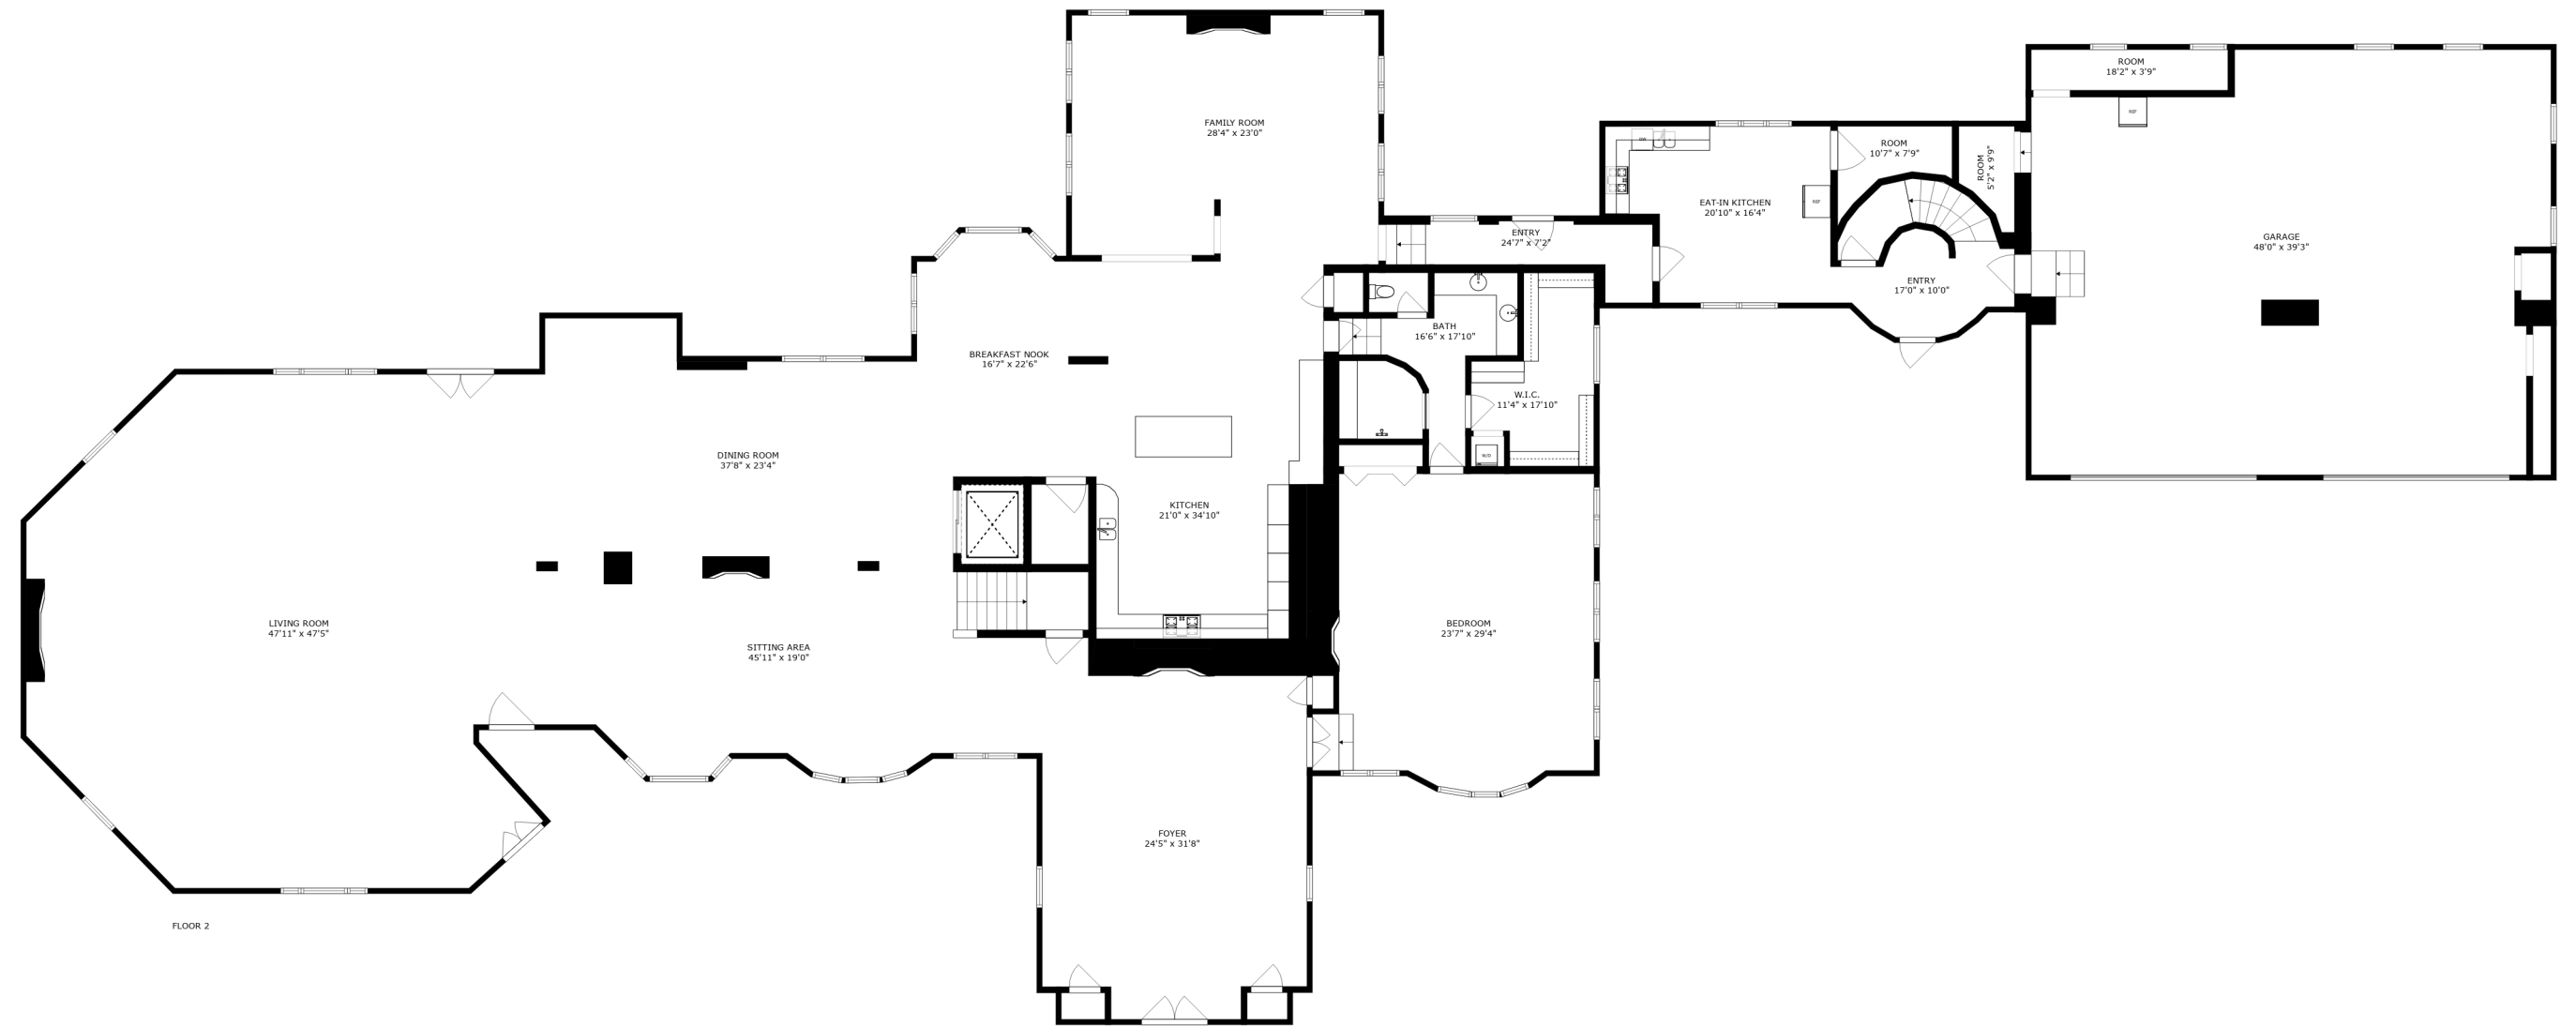 FAMILY ROOM
28'4" x 23'0"
ROOM
18'2" x 3'9"
REF
DW
ROOM
10'7" x 7'9"
ROOM
5'2" x 9'9"
EAT-IN KITCHEN
20'10" x 16'4"
REF
ENTRY
24'7" x 7'2"
GARAGE
48'0" x 39'3"
ENTRY
17'0" x 10'0"
BATH
16'6" x 17'10"
BREAKFAST NOOK
16'7" x 22'6"
W.I.C.
11'4" x 17'10"
W/D
DINING ROOM
37'8" x 23'4"
KITCHEN
21'0" x 34'10"
LIVING ROOM
47'11" x 47'5"
BEDROOM
23'7" x 29'4"
SITTING AREA
45'11" x 19'0"
FOYER
24'5" x 31'8"
FLOOR 2